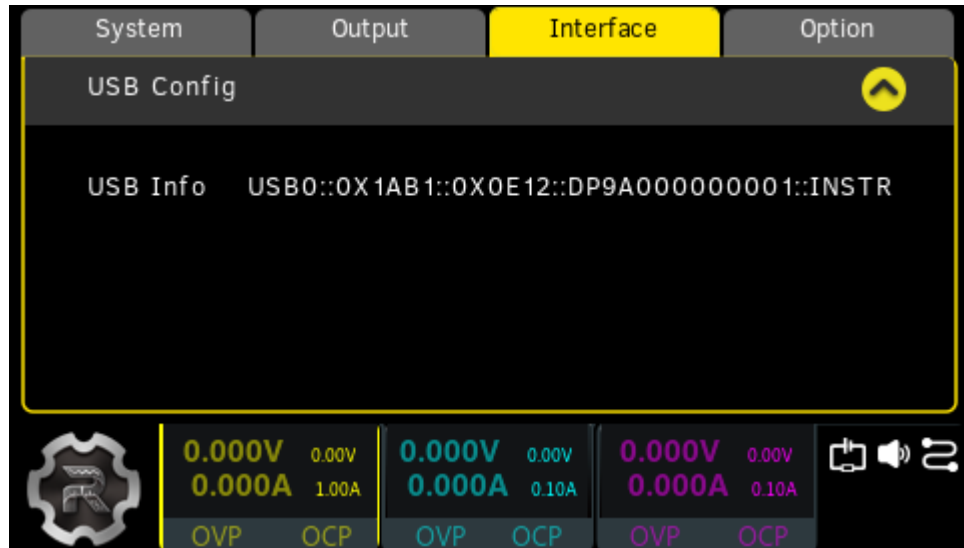 System Output Interface Option
USB Config
USB Info USB0::0X1AB1::0X0E12::DP9A000000001::INSTR
0.000V 0.00V 0.000V 0.00V 0.000V 0.00V
0.000A 1.00A 0.000A 0.10A 0.000A 0.10A
OVP OCP OVP OCP OVP OCP